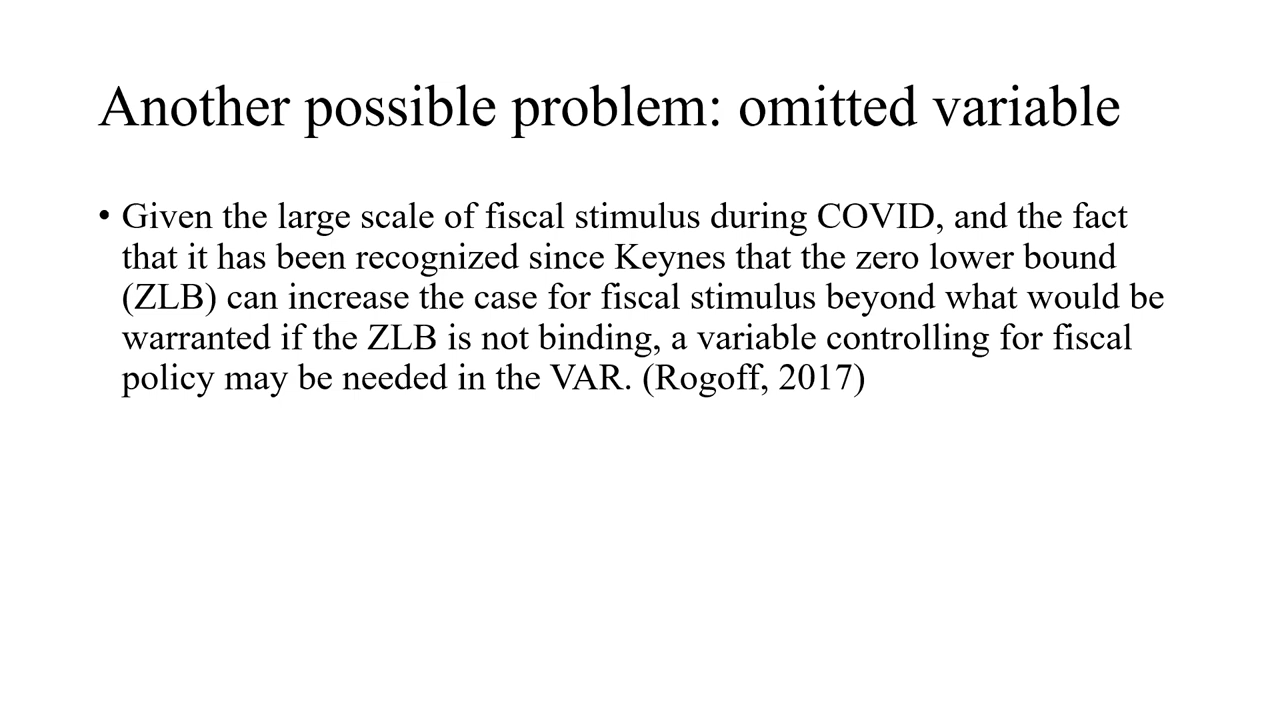 Another possible problem: omitted variable
• Given the large scale of fiscal stimulus during COVID, and the fact
that it has been recognized since Keynes that the zero lower bound
(ZLB) can increase the case for fiscal stimulus beyond what would be
warranted if the ZLB is not binding, a variable controlling for fiscal
policy may be needed in the VAR. (Rogoff, 2017)